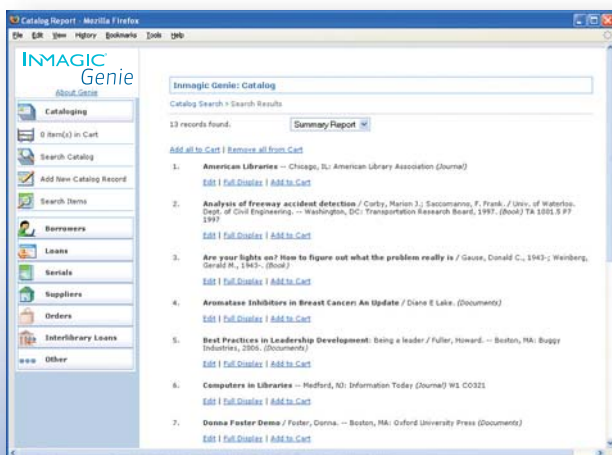 Catalog Report - Mozilla Firefox
File Edit View History Bookmarks Tools Help
INMAGIC
Genie
About Genie
Cataloging
0 item(s) in Cart
Search Catalog
Add New Catalog Record
Search Items
Borrowers
Loans
Serials
Suppliers
Orders
Interlibrary Loans
Other
Inmagic Genie: Catalog
Catalog Search > Search Results
13 records found. Summary Report
Add all to Cart | Remove all from Cart
1. American Libraries -- Chicago, IL: American Library Association (Journal)
Edit | Full Display | Add to Cart
2. Analysis of freeway accident detection / Corby, Marion J.; Saccomanno, F. Frank. / Univ. of Waterloo.
Dept. of Civil Engineering. -- Washington, DC: Transportation Research Board, 1997. (Book) TA 1001.5 P7
1997
Edit | Full Display | Add to Cart
3. Are your lights on? How to figure out what the problem really is / Gause, Donald C., 1943-; Weinberg,
Gerald M., 1943-. (Book)
Edit | Full Display | Add to Cart
4. Aromatase Inhibitors in Breast Cancer: An Update / Diane E Lake. (Documents)
Edit | Full Display | Add to Cart
5. Best Practices in Leadership Development: Being a leader / Fuller, Howard. -- Boston, MA: Buggy
Industries, 2006. (Documents)
Edit | Full Display | Add to Cart
6. Computers in Libraries -- Medford, NJ: Information Today (Journal) W1 CO321
Edit | Full Display | Add to Cart
7. Donna Foster Demo / Foster, Donna. -- Boston, MA: Oxford University Press (Documents)
Edit | Full Display | Add to Cart